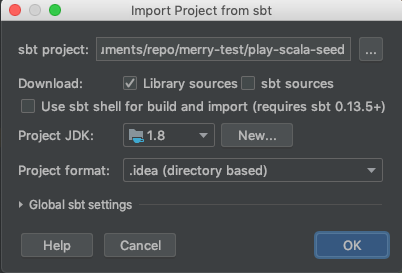 Import Project from sbt
sbt project: uments/repo/merry-test/play-scala-seed ...
Download: Library sources sbt sources
Use sbt shell for build and import (requires sbt 0.13.5+)
Project JDK: 1.8 New...
Project format: .idea (directory based)
Global sbt settings
Help Cancel OK